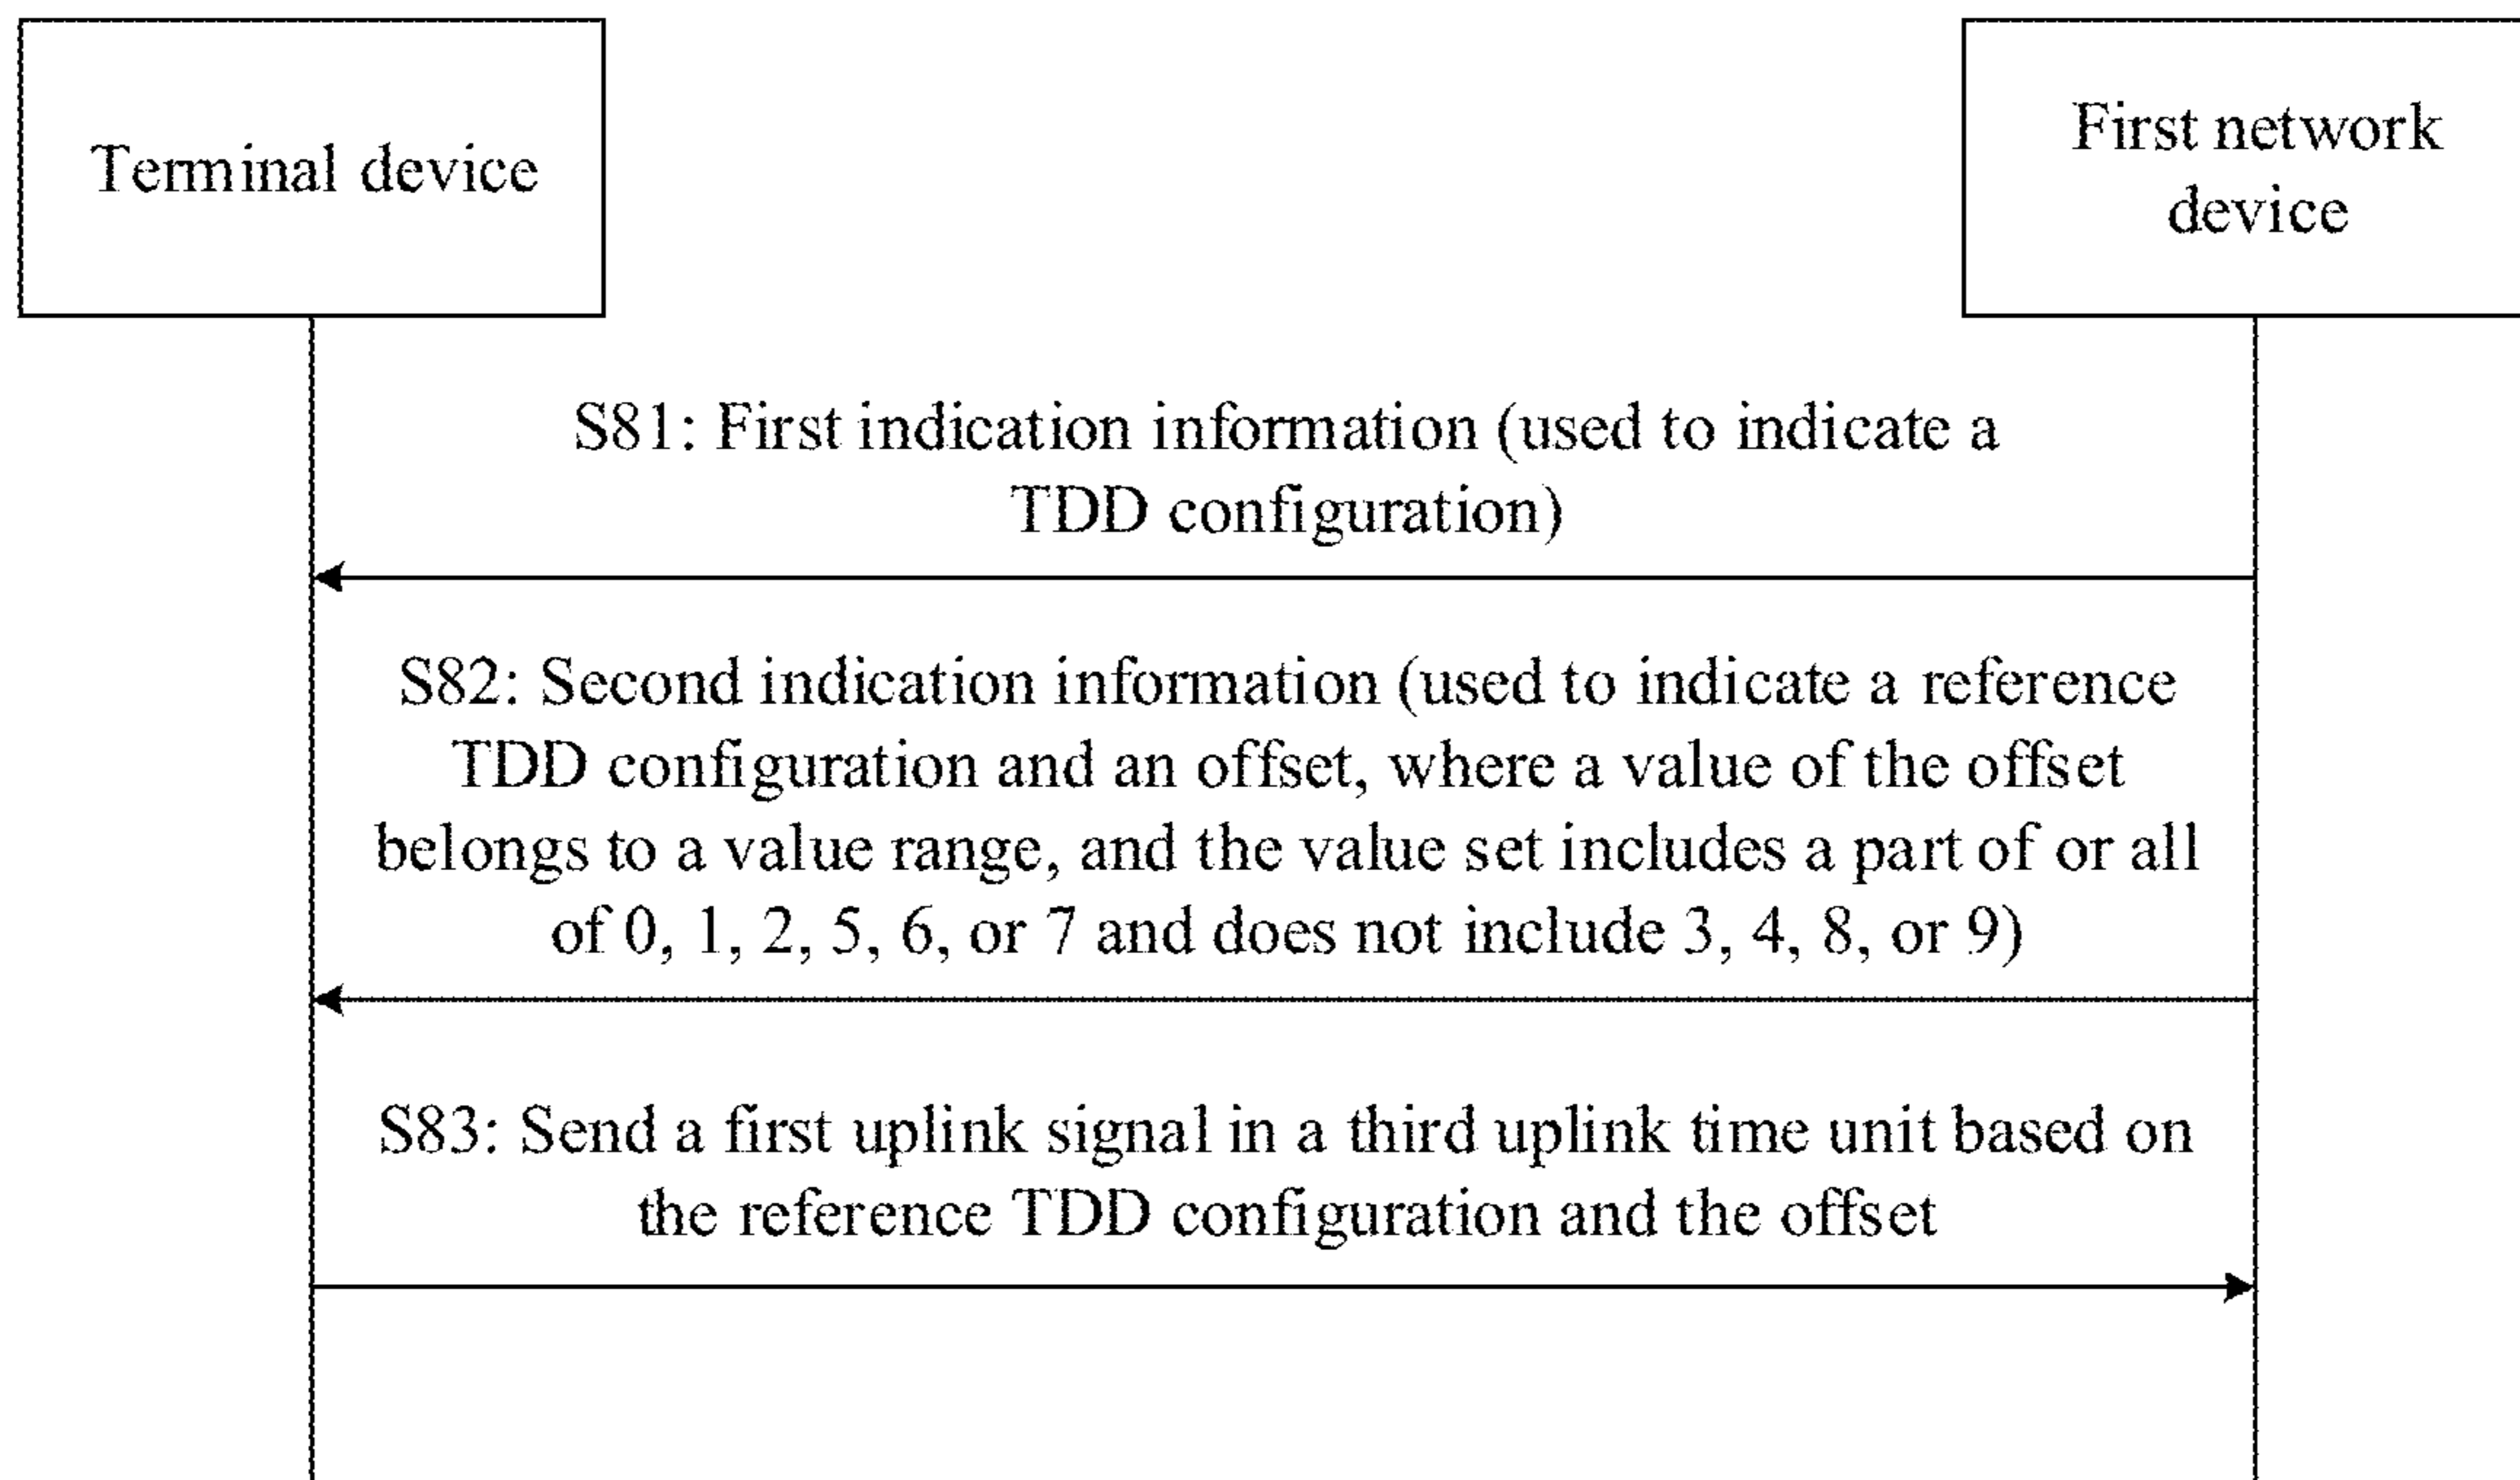 Terminal device
First network
device
S81: First indication information (used to indicate a
TDD configuration)
S82: Second indication information (used to indicate a reference
TDD configuration and an offset, where a value of the offset
belongs to a value range, and the value set includes a part of or all
of 0, 1, 2, 5, 6, or 7 and does not include 3, 4, 8, or 9)
S83: Send a first uplink signal in a third uplink time unit based on
the reference TDD configuration and the offset